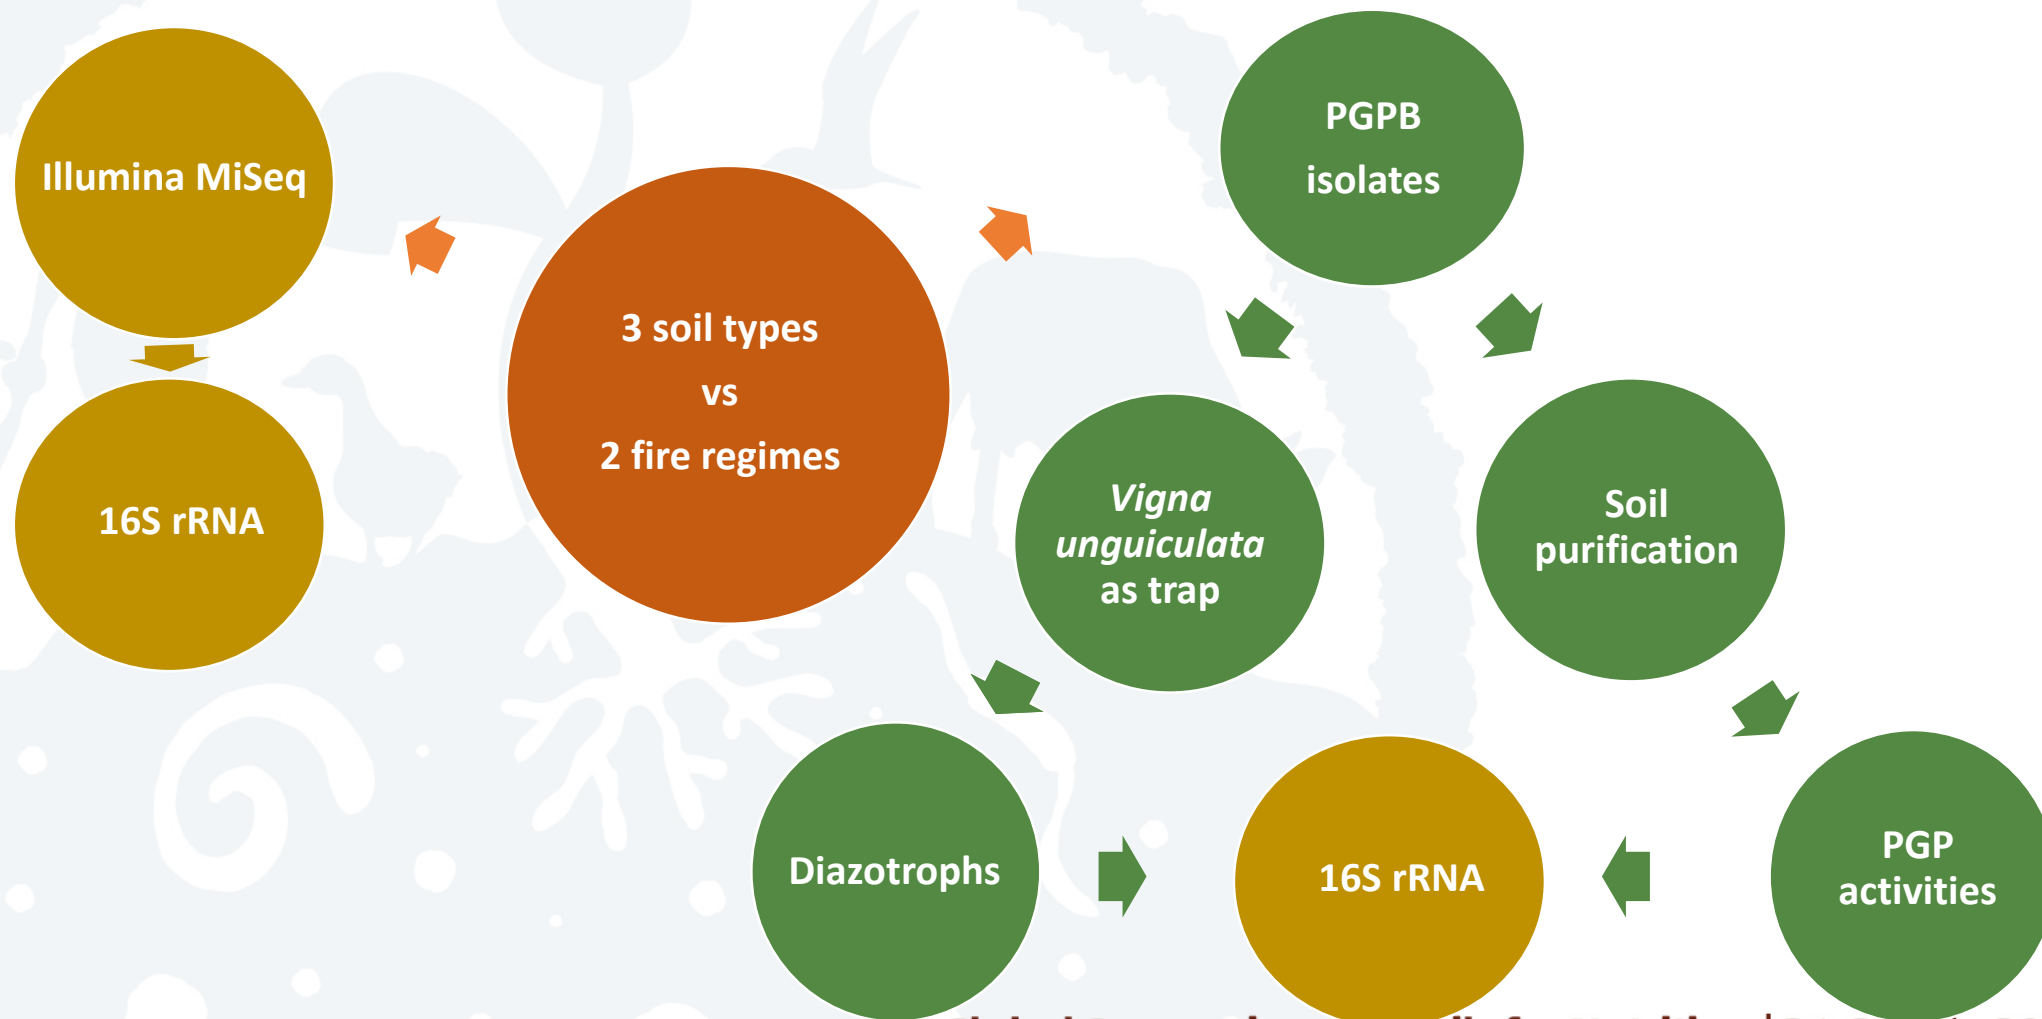 Illumina MiSeq
16S rRNA
3 soil types
vs
2 fire regimes
PGPB
isolates
Vigna
unguiculata
as trap
Soil
purification
Diazotrophs
16S rRNA
PGP
activities